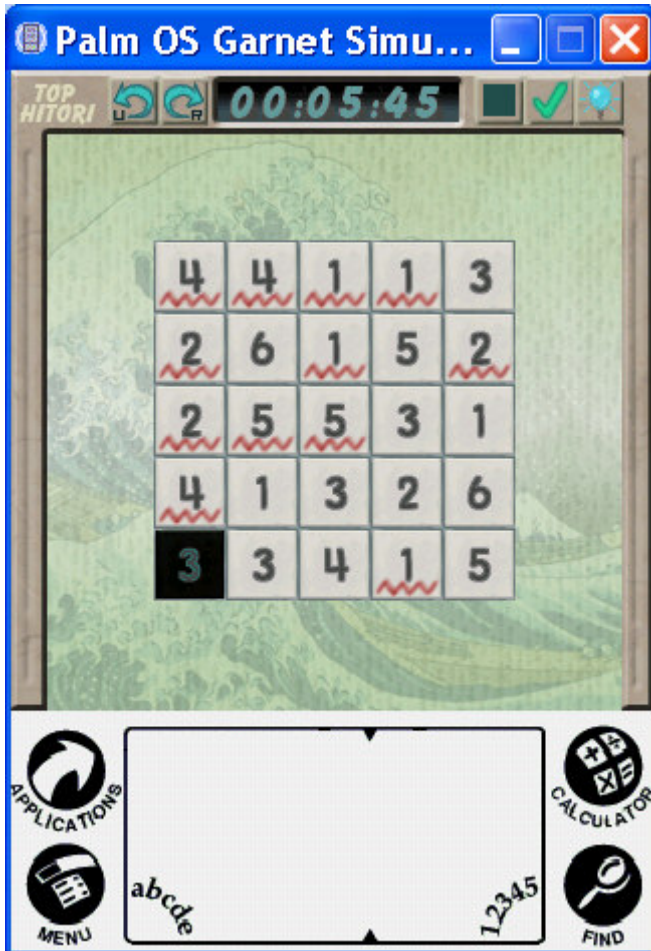 Palm OS Garnet Simu...
TOP
HITORI
U
R
00:05:45
4 4 1 1 3
2 6 1 5 2
2 5 5 3 1
4 1 3 2 6
3 3 4 1 5
APPLICATIONS
CALCULATOR
abcde
12345
MENU
FIND